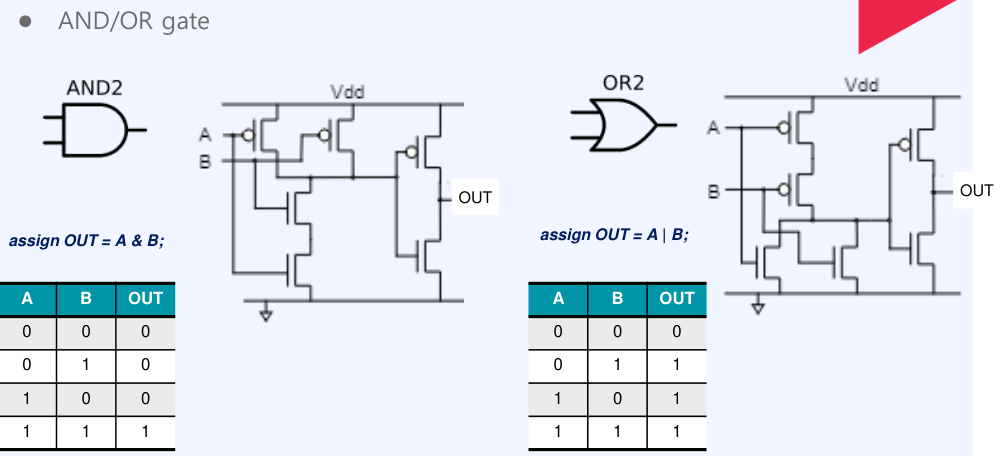 ● AND/OR gate
AND2
Vdd
A
B
OUT
assign OUT = A & B;
A B OUT
0 0 0
0 1 0
1 0 0
1 1 1
OR2
Vdd
A
B
OUT
assign OUT = A | B;
A B OUT
0 0 0
0 1 1
1 0 1
1 1 1